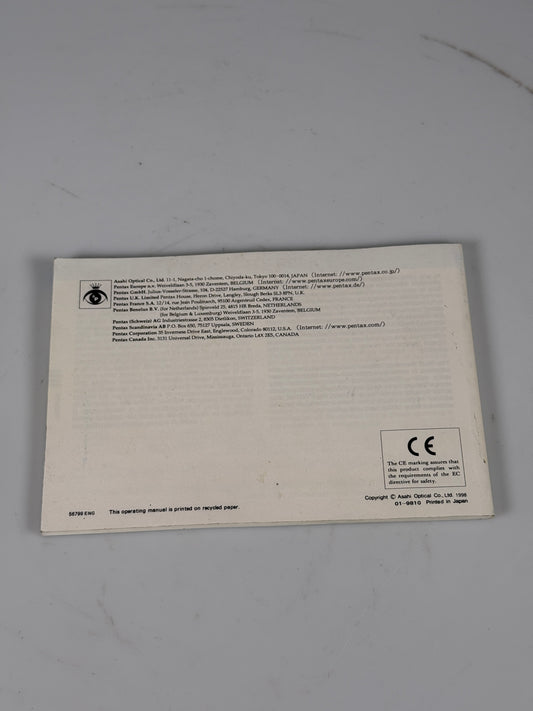 Asahi Optical Co., Ltd. 11-1, Nagata-cho 1-chome, Chiyoda-ku, Tokyo 100-0014, JAPAN (Internet: //www.pentax.co.jp/)
Pentax Europe n.v. Weiveldlaan 3-5, 1930 Zaventem, BELGIUM (Internet: //www.pentaxeurope.com/)
Pentax GmbH. Julius-Vosseler-Strasse, 104, D-22527 Hamburg, GERMANY (Internet: //www.pentax.de/)
Pentax U.K. Limited Pentax House, Heron Drive, Langley, Slough Berks SL3 8PN, U.K.
Pentax France S.A. 12/14, rue Jean Poulmarch, 95100 Argenteuil Cedex, FRANCE
Pentax Benelux B.V. (for Netherlands) Spinveld 25, 4815 HR Breda, NETHERLANDS
(for Belgium & Luxemburg) Weiveldlaan 3-5, 1930 Zaventem, BELGIUM
Pentax (Schweiz) AG Industriestrasse 2, 8305 Dietlikon, SWITZERLAND
Pentax Scandinavia AB P.O. Box 650, 75127 Uppsala, SWEDEN
Pentax Corporation 35 Inverness Drive East, Englewood, Colorado 80112, U.S.A. (Internet: //www.pentax.com/)
Pentax Canada Inc. 3131 Universal Drive, Mississauga, Ontario L4X 2E5, CANADA
CE
The CE marking assures that
this product complies with
the requirements of the EC
directive for safety.
Copyright © Asahi Optical Co., Ltd. 1998
56799 ENG This operating manual is printed on recycled paper. 01-9810 Printed in Japan